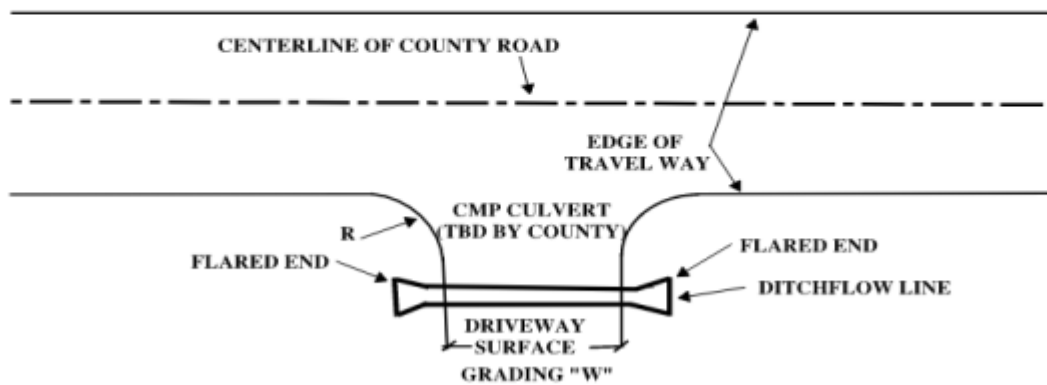 CENTERLINE OF COUNTY ROAD
EDGE OF
TRAVEL WAY
CMP CULVERT
(TBD BY COUNTY)
R
FLARED END
FLARED END
DITCHFLOW LINE
DRIVEWAY
SURFACE
GRADING "W"